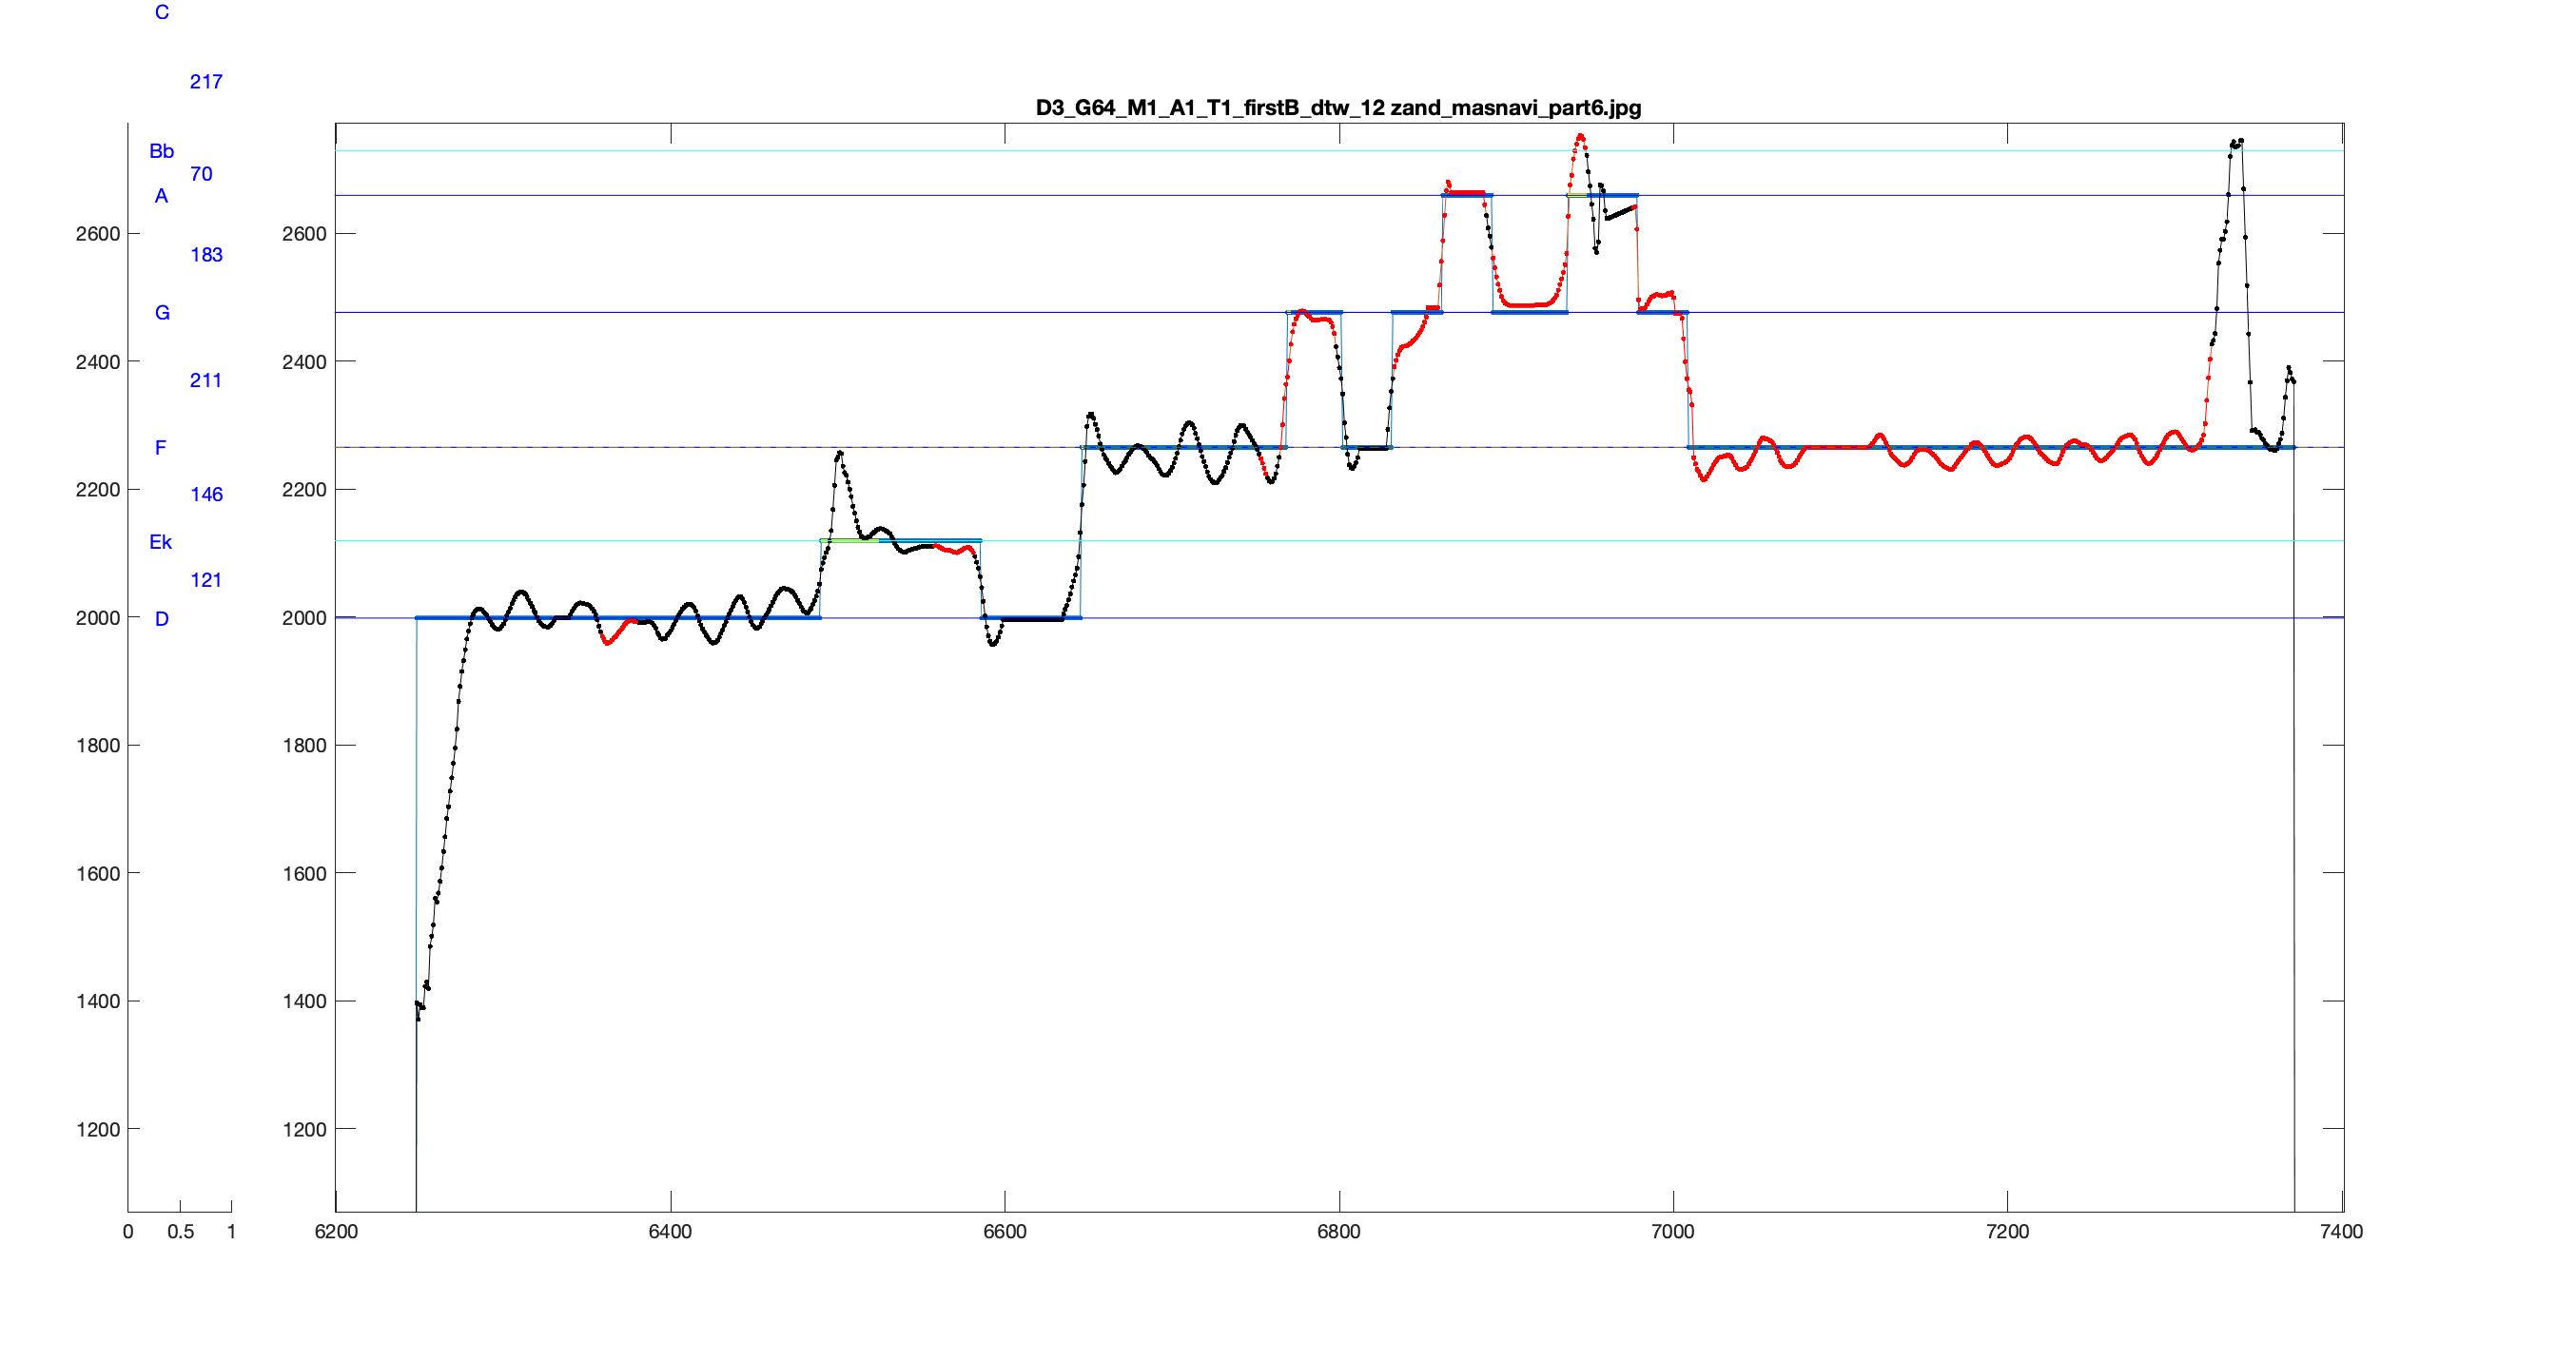 C
217
D3_G64_M1_A1_T1_firstB_dtw_12 zand_masnavi_part6.jpg
Bb
70
A
2600 2600
183
G
2400 2400
211
F
2200 2200
146
Ek
121
2000 D 2000
1800 1800
1600 1600
1400 1400
1200 1200
0 0.5 1 6200 6400 6600 6800 7000 7200 7400